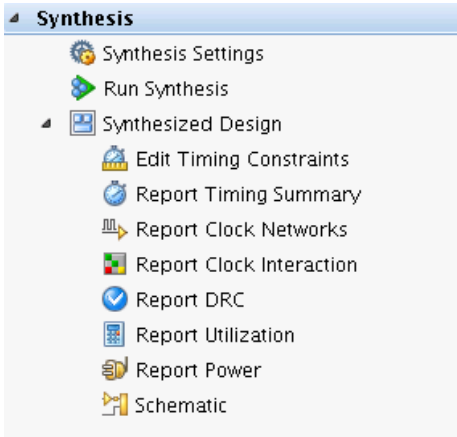 Synthesis
Synthesis Settings
Run Synthesis
Synthesized Design
Edit Timing Constraints
Report Timing Summary
Report Clock Networks
Report Clock Interaction
Report DRC
Report Utilization
Report Power
Schematic